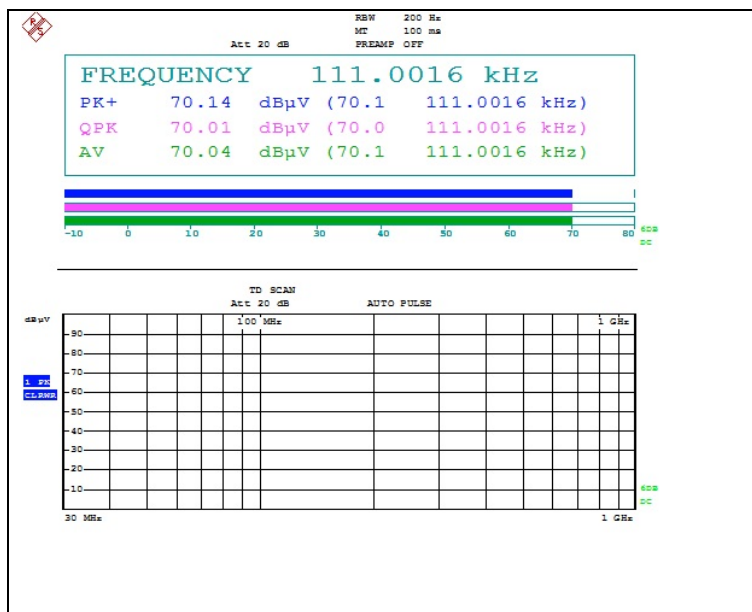 R S
RBW 200 Hz
MT 100 ms
Att 20 dB PREAMP OFF
FREQUENCY 111.0016 kHz
PK+ 70.14 dBµV (70.1 111.0016 kHz)
QPK 70.01 dBµV (70.0 111.0016 kHz)
AV 70.04 dBµV (70.1 111.0016 kHz)
-10 0 10 20 30 40 50 60 70 80
6DB
DC
TD SCAN
Att 20 dB AUTO PULSE
dBµV
100 MHz 1 GHz
90
80
70
1 PK
60
CLRWR
50
40
30
20
10
6DB
DC
30 MHz 1 GHz